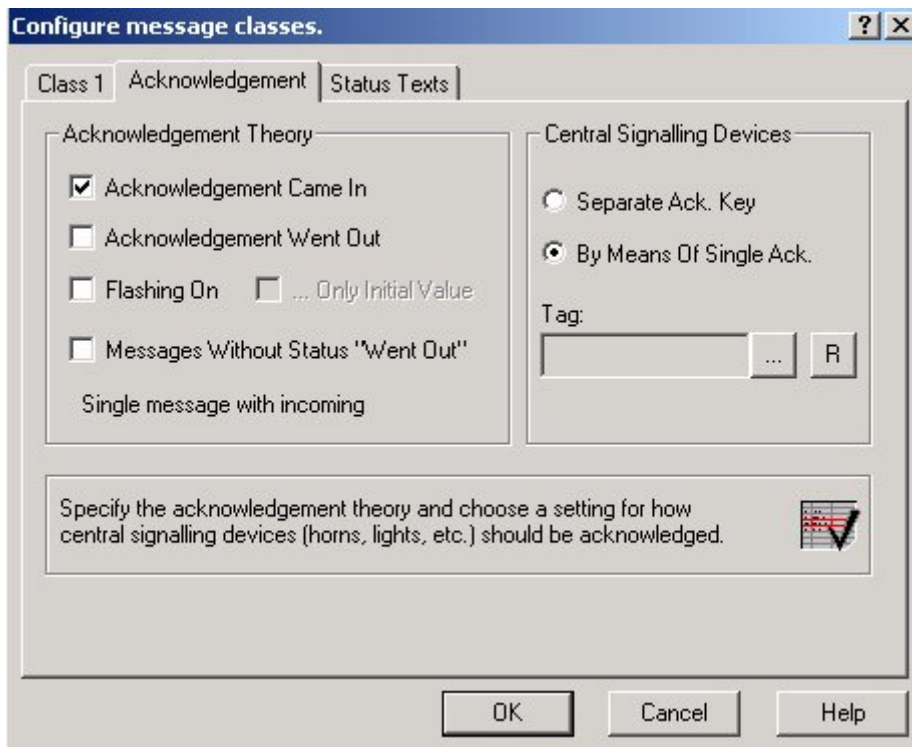 Configure message classes.
Class 1
Acknowledgement
Status Texts
Acknowledgement Theory
Acknowledgement Came In
Acknowledgement Went Out
Flashing On
... Only Initial Value
Messages Without Status "Went Out"
Single message with incoming
Central Signalling Devices
Separate Ack. Key
By Means Of Single Ack.
Tag:
...
R
Specify the acknowledgement theory and choose a setting for how
central signalling devices (horns, lights, etc.) should be acknowledged.
OK
Cancel
Help